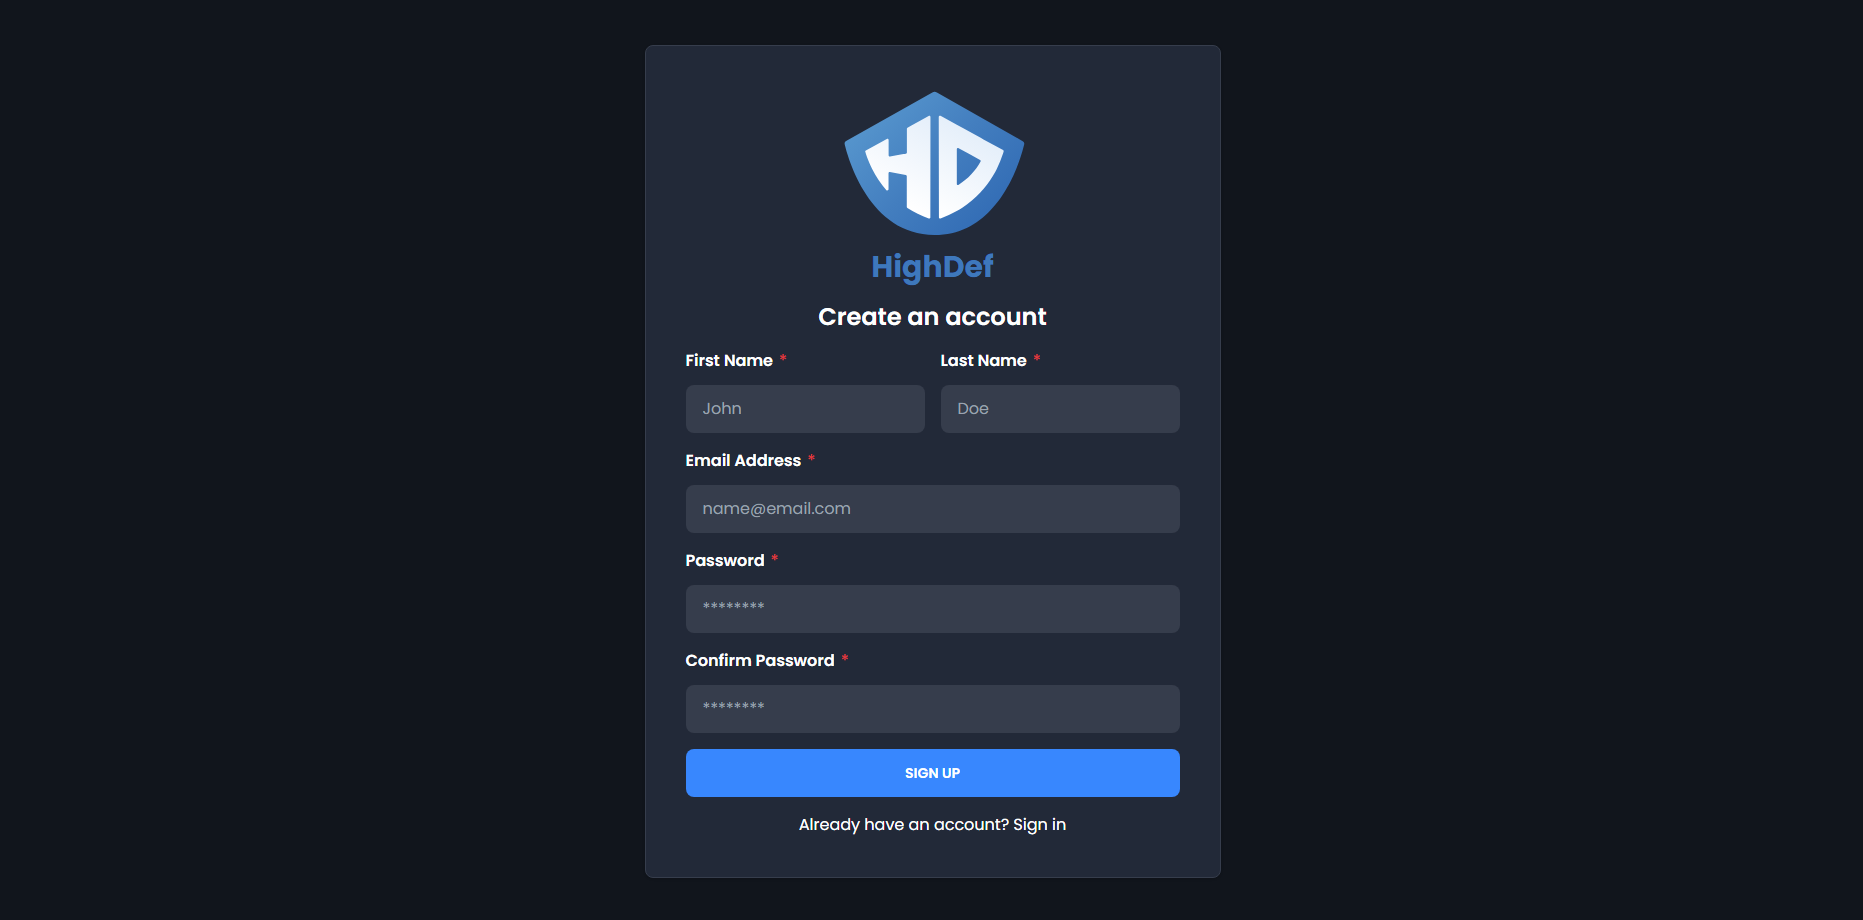 HD
HighDef
Create an account
First Name * Last Name *
John Doe
Email Address *
name@email.com
Password *
********
Confirm Password *
********
SIGN UP
Already have an account? Sign in